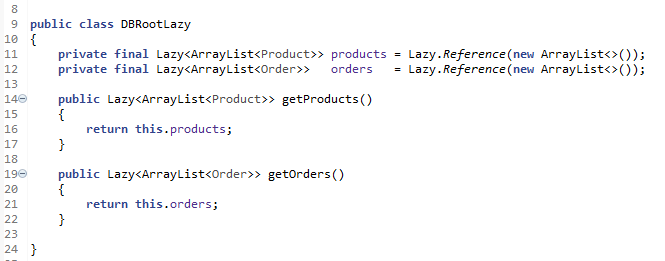 8
9 public class DBRootLazy
10 {
11 private final Lazy<ArrayList<Product>> products = Lazy.Reference(new ArrayList<>());
12 private final Lazy<ArrayList<Order>> orders = Lazy.Reference(new ArrayList<>());
13
14 public Lazy<ArrayList<Product>> getProducts()
15 {
16 return this.products;
17 }
18
19 public Lazy<ArrayList<Order>> getOrders()
20 {
21 return this.orders;
22 }
23
24 }